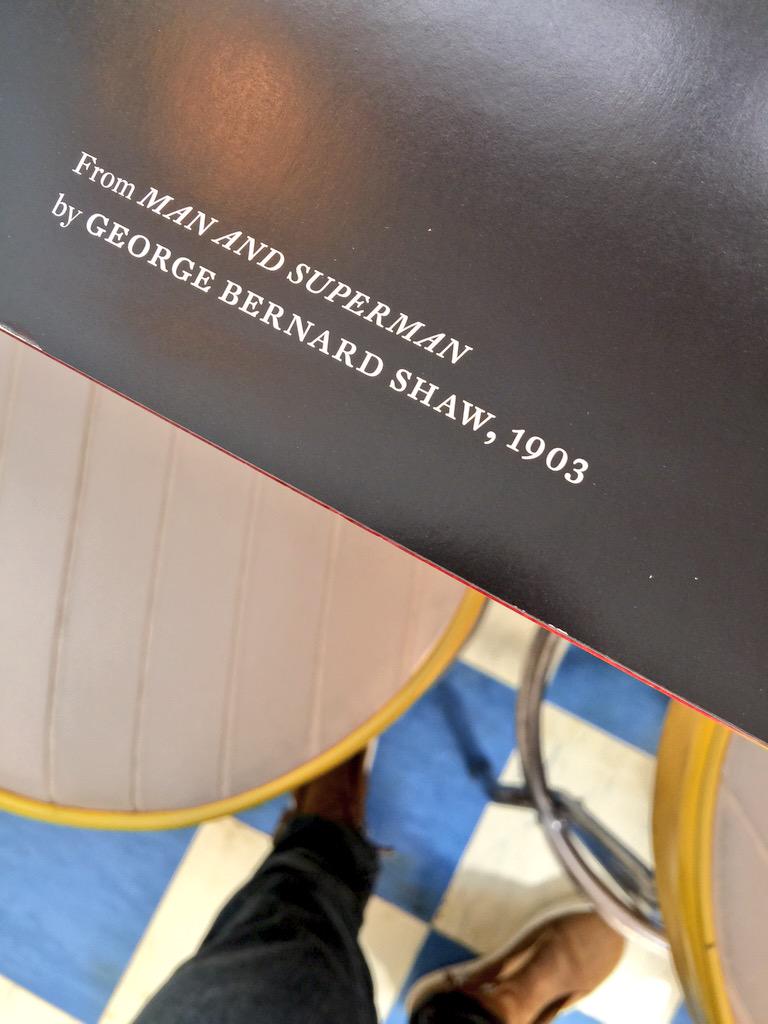 From MAN AND SUPERMAN
by GEORGE BERNARD SHAW, 1903